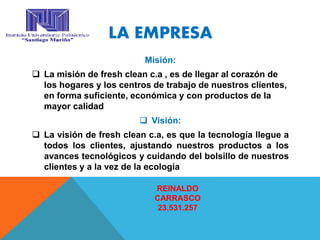 Instituto Universitario Politécnico
"Santiago Mariño"
LA EMPRESA
Misión:
❑ La misión de fresh clean c.a , es de llegar al corazón de
los hogares y los centros de trabajo de nuestros clientes,
en forma suficiente, económica y con productos de la
mayor calidad
❑ Visión:
❑ La visión de fresh clean c.a, es que la tecnología llegue a
todos los clientes, ajustando nuestros productos a los
avances tecnológicos y cuidando del bolsillo de nuestros
clientes y a la vez de la ecología
REINALDO
CARRASCO
23.531.257